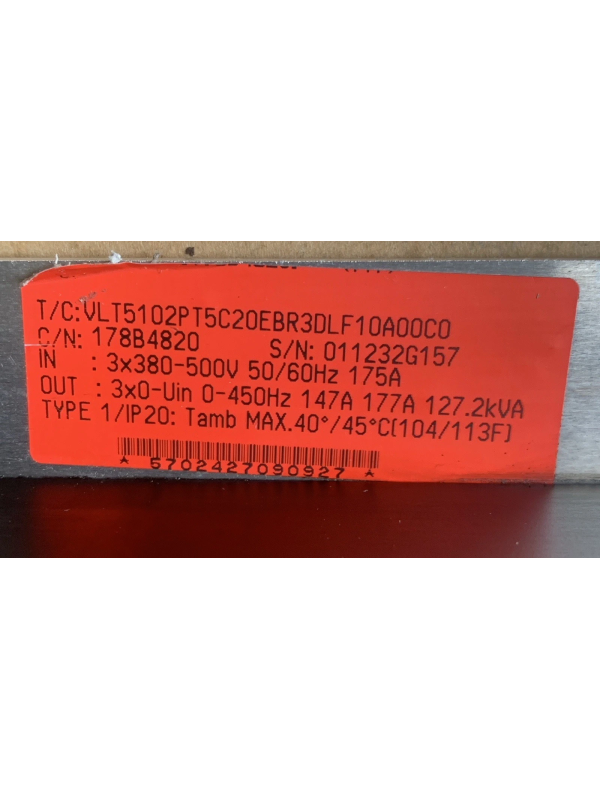 T/C:VLT5102PT5C20EBR3DLF10A00C0
C/N: 178B4820 S/N: 011232G157
IN : 3x380-500V 50/60Hz 175A
OUT : 3x0-Uin 0-450Hz 147A 177A 127.2kVA
TYPE 1/IP20: Tamb MAX.40°/45°C(104/113F)
* 5702427090927 *